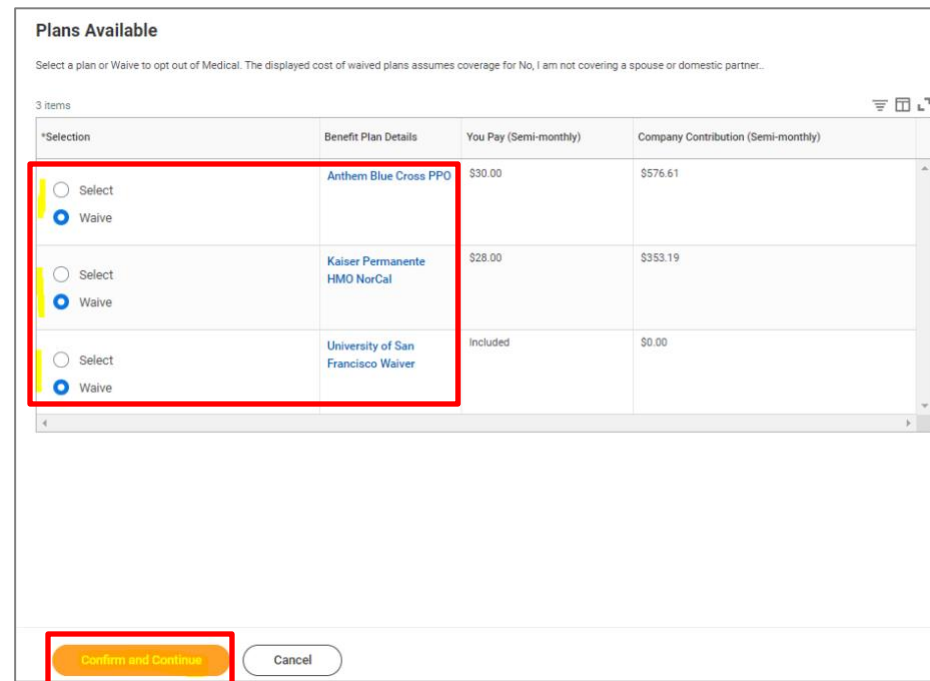 Plans Available
Select a plan or Waive to opt out of Medical. The displayed cost of waived plans assumes coverage for No, I am not covering a spouse or domestic partner..
3 items
*Selection Benefit Plan Details You Pay (Semi-monthly) Company Contribution (Semi-monthly)
Select Anthem Blue Cross PPO $30.00 $576.61
Waive
Select Kaiser Permanente $28.00 $353.19
HMO NorCal
Waive
Select University of San Included $0.00
Francisco Waiver
Waive
Confirm and Continue Cancel